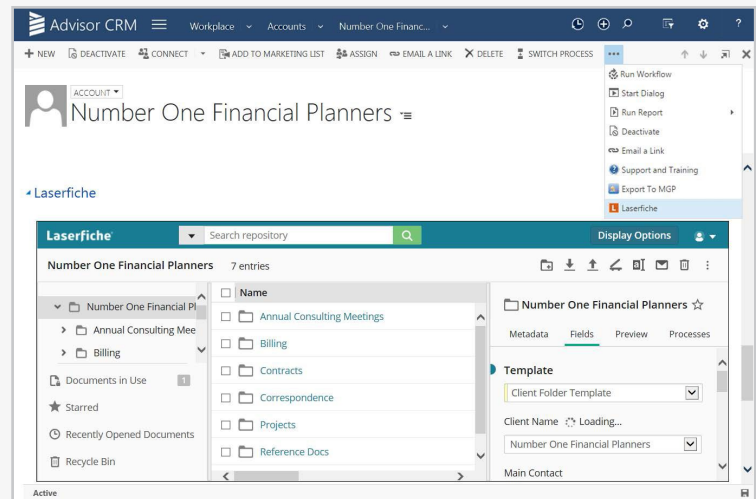 Advisor CRM Workplace Accounts Number One Financ... ?
NEW DEACTIVATE CONNECT ADD TO MARKETING LIST ASSIGN EMAIL A LINK DELETE SWITCH PROCESS ...
Run Workflow
Start Dialog
Run Report
Deactivate
Email a Link
Support and Training
Export To MGP
L Laserfiche
ACCOUNT
Number One Financial Planners
Laserfiche
Laserfiche Search repository Display Options
Number One Financial Planners 7 entries
Number One Financial Pl
Annual Consulting Mee
Billing
Documents in Use 1
Starred
Recently Opened Documents
Recycle Bin
Name
Annual Consulting Meetings
Billing
Contracts
Correspondence
Projects
Reference Docs
Number One Financial Planners
Metadata Fields Preview Processes
Template
Client Folder Template
Client Name Loading...
Number One Financial Planners
Main Contact
Active